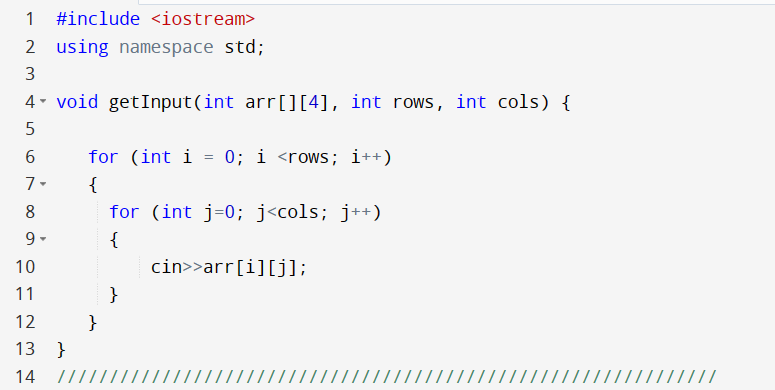 1 #include <iostream>
2 using namespace std;
3
4 void getInput(int arr[][4], int rows, int cols) {
5
6 for (int i = 0; i <rows; i++)
7 {
8 for (int j=0; j<cols; j++)
9 {
10 cin>>arr[i][j];
11 }
12 }
13 }
14 ///////////////////////////////////////////////////////////////